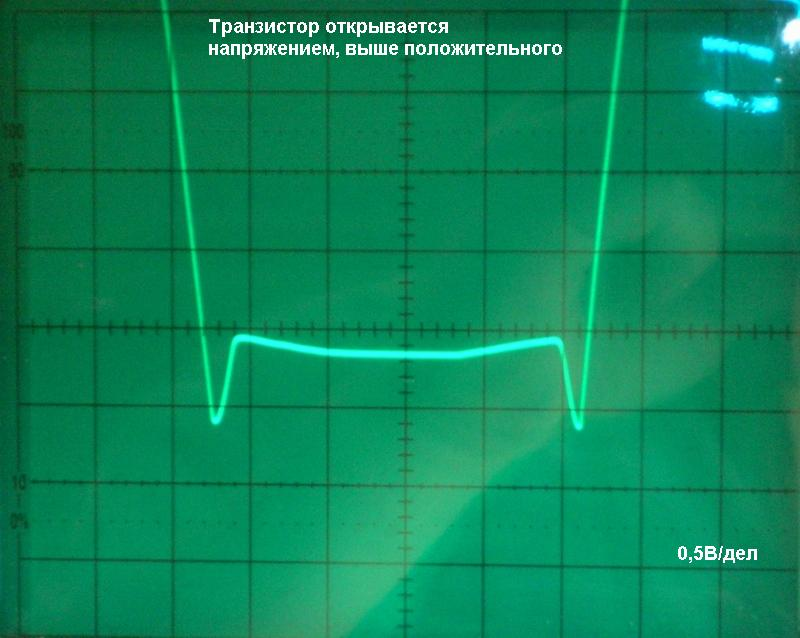 Транзистор открывается
напряжением, выше положительного
100
90
10
0%
0,5В/дел